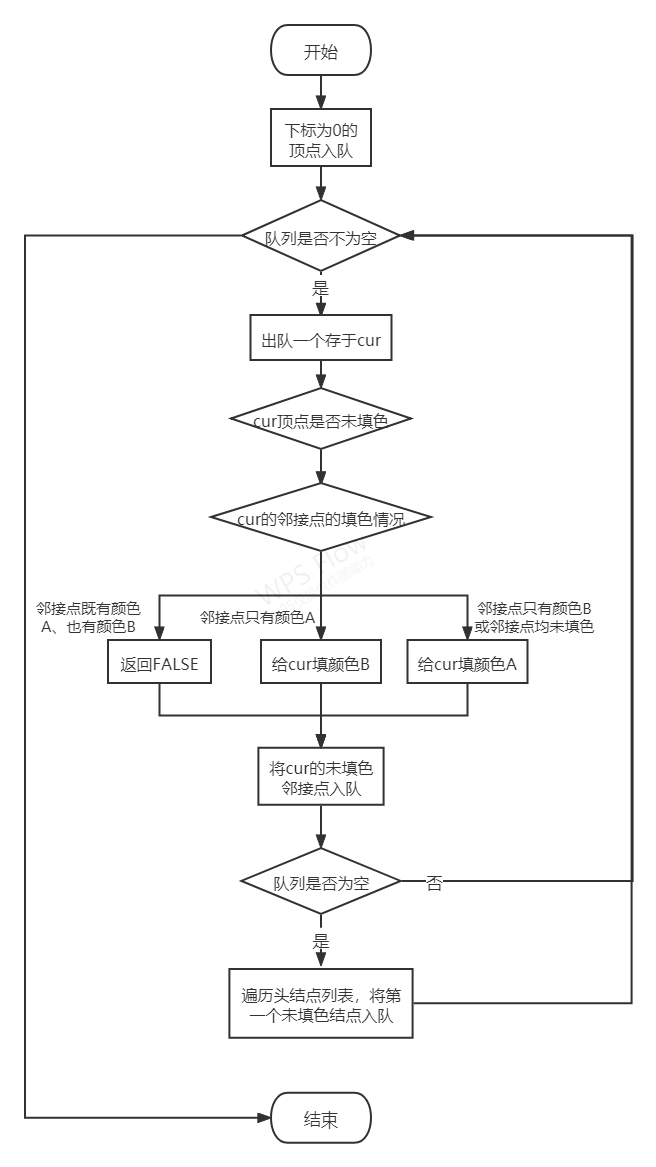 开始
下标为0的
顶点入队
队列是否不为空
是
出队一个存于cur
cur顶点是否未填色
cur的邻接点的填色情况
WPS Flow
邻接点既有颜色
A、也有颜色B
邻接点只有颜色A
邻接点只有颜色B
或邻接点均未填色
返回FALSE
给cur填颜色B
给cur填颜色A
将cur的未填色
邻接点入队
队列是否为空
否
是
遍历头结点列表，将第
一个未填色结点入队
结束